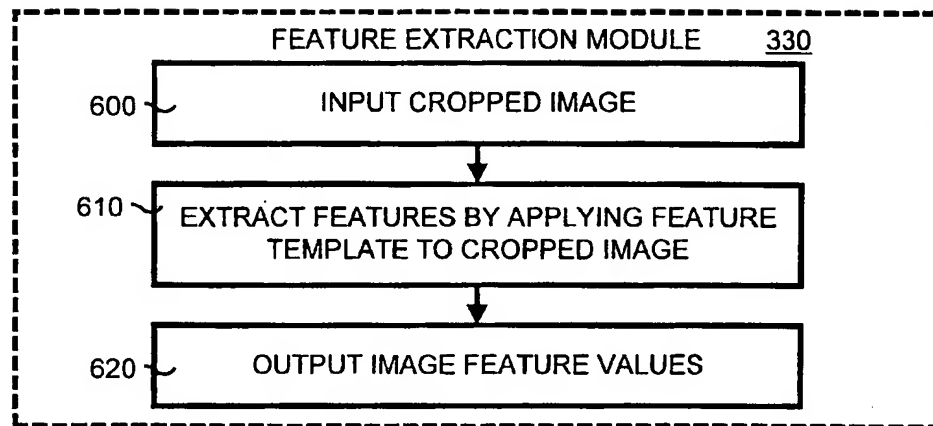 FEATURE EXTRACTION MODULE 330
600 INPUT CROPPED IMAGE
610 EXTRACT FEATURES BY APPLYING FEATURE
TEMPLATE TO CROPPED IMAGE
620 OUTPUT IMAGE FEATURE VALUES